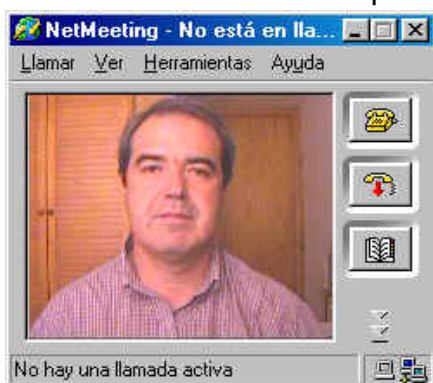 NetMeeting - No está en lla...
Llamar Ver Herramientas Ayuda
No hay una llamada activa